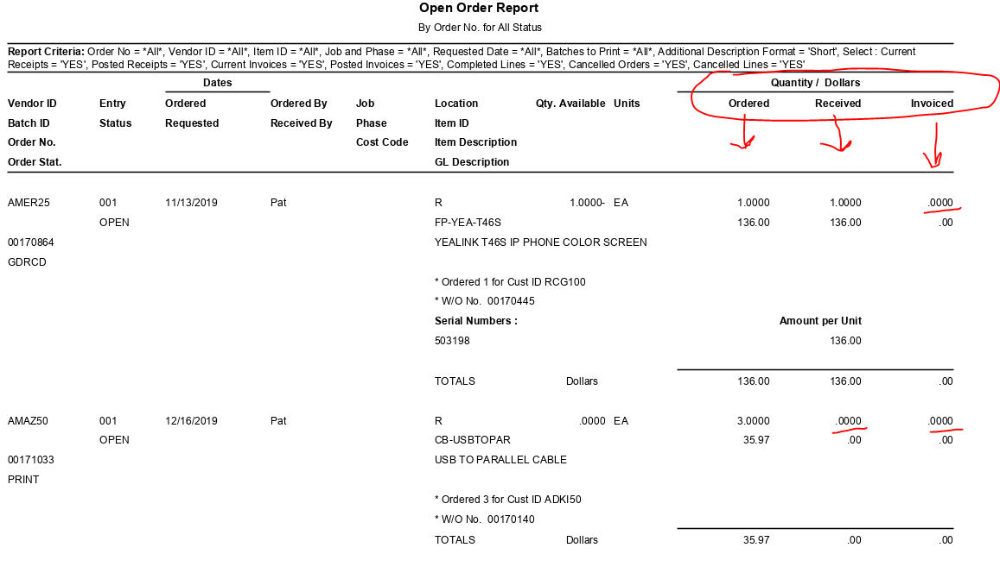 Open Order Report
By Order No. for All Status
Report Criteria: Order No = *All*, Vendor ID = *All*, Item ID = *All*, Job and Phase = *All*, Requested Date = *All*, Batches to Print = *All*, Additional Description Format = 'Short', Select : Current
Receipts = 'YES', Posted Receipts = 'YES', Current Invoices = 'YES', Posted Invoices = 'YES', Completed Lines = 'YES', Cancelled Orders = 'YES', Cancelled Lines = 'YES'
Dates Quantity / Dollars
Vendor ID Entry Ordered Ordered By Job Location Qty. Available Units Ordered Received Invoiced
Batch ID Status Requested Received By Phase Item ID
Order No. Cost Code Item Description
Order Stat. GL Description
AMER25 001 11/13/2019 Pat R 1.0000- EA 1.0000 1.0000 .0000
OPEN FP-YEA-T46S 136.00 136.00 .00
00170864 YEALINK T46S IP PHONE COLOR SCREEN
GDRCD
* Ordered 1 for Cust ID RCG100
* W/O No. 00170445
Serial Numbers : Amount per Unit
503198 136.00
TOTALS Dollars 136.00 136.00 .00
AMAZ50 001 12/16/2019 Pat R .0000 EA 3.0000 .0000 .0000
OPEN CB-USBTOPAR 35.97 .00 .00
00171033 USB TO PARALLEL CABLE
PRINT
* Ordered 3 for Cust ID ADKI50
* W/O No. 00170140
TOTALS Dollars 35.97 .00 .00